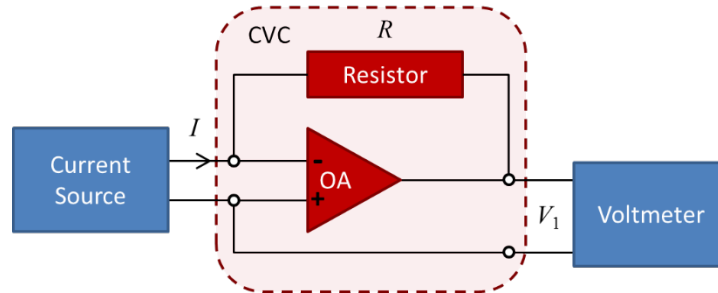 CVC
R
Resistor
I
Current
Source
-
+
OA
V1
Voltmeter